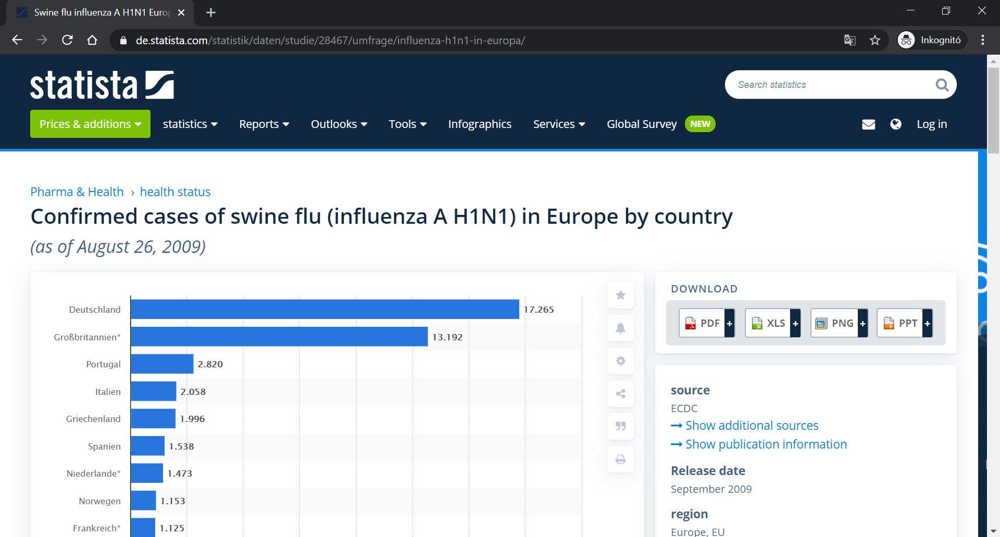 Swine flu influenza A H1N1 Euro
de.statista.com/statistik/daten/studie/28467/umfrage/influenza-h1n1-in-europa/
Inkognitó
statista
Search statistics
Prices & additions statistics Reports Outlooks Tools Infographics Services Global Survey NEW Log in
Pharma & Health › health status
Confirmed cases of swine flu (influenza A H1N1) in Europe by country
(as of August 26, 2009)
Deutschland 17.265
Großbritannien* 13.192
Portugal 2.820
Italien 2.058
Griechenland 1.996
Spanien 1.538
Niederlande* 1.473
Norwegen 1.153
Frankreich* 1.125
DOWNLOAD
PDF + XLS + PNG + PPT +
source
ECDC
→ Show additional sources
→ Show publication information
Release date
September 2009
region
Europe, EU